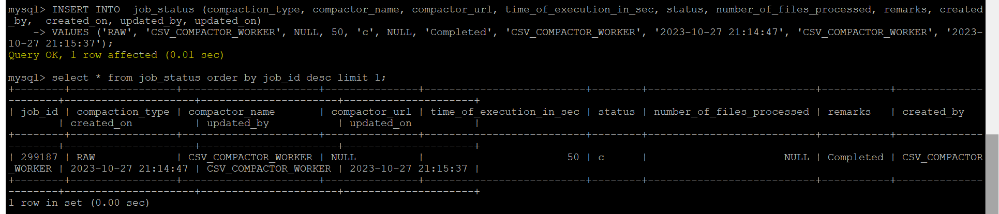 mysql> INSERT INTO  job_status (compaction_type, compactor_name, compactor_url, time_of_execution_in_sec, status, number_of_files_processed, remarks, created
_by,  created_on, updated_by, updated_on)
    -> VALUES ('RAW', 'CSV_COMPACTOR_WORKER', NULL, 50, 'c', NULL, 'Completed', 'CSV_COMPACTOR_WORKER', '2023-10-27 21:14:47', 'CSV_COMPACTOR_WORKER', '2023-
10-27 21:15:37');
Query OK, 1 row affected (0.01 sec)

mysql> select * from job_status order by job_id desc limit 1;
+--------+-----------------+----------------------+---------------+--------------------------+--------+---------------------------+-----------+--------------
--------+---------------------+----------------------+---------------------+
| job_id | compaction_type | compactor_name       | compactor_url | time_of_execution_in_sec | status | number_of_files_processed | remarks   | created_by
        | created_on          | updated_by           | updated_on          |
+--------+-----------------+----------------------+---------------+--------------------------+--------+---------------------------+-----------+--------------
--------+---------------------+----------------------+---------------------+
| 299187 | RAW             | CSV_COMPACTOR_WORKER | NULL          |                       50 | c      |                      NULL | Completed | CSV_COMPACTOR
_WORKER | 2023-10-27 21:14:47 | CSV_COMPACTOR_WORKER | 2023-10-27 21:15:37 |
+--------+-----------------+----------------------+---------------+--------------------------+--------+---------------------------+-----------+--------------
--------+---------------------+----------------------+---------------------+
1 row in set (0.00 sec)